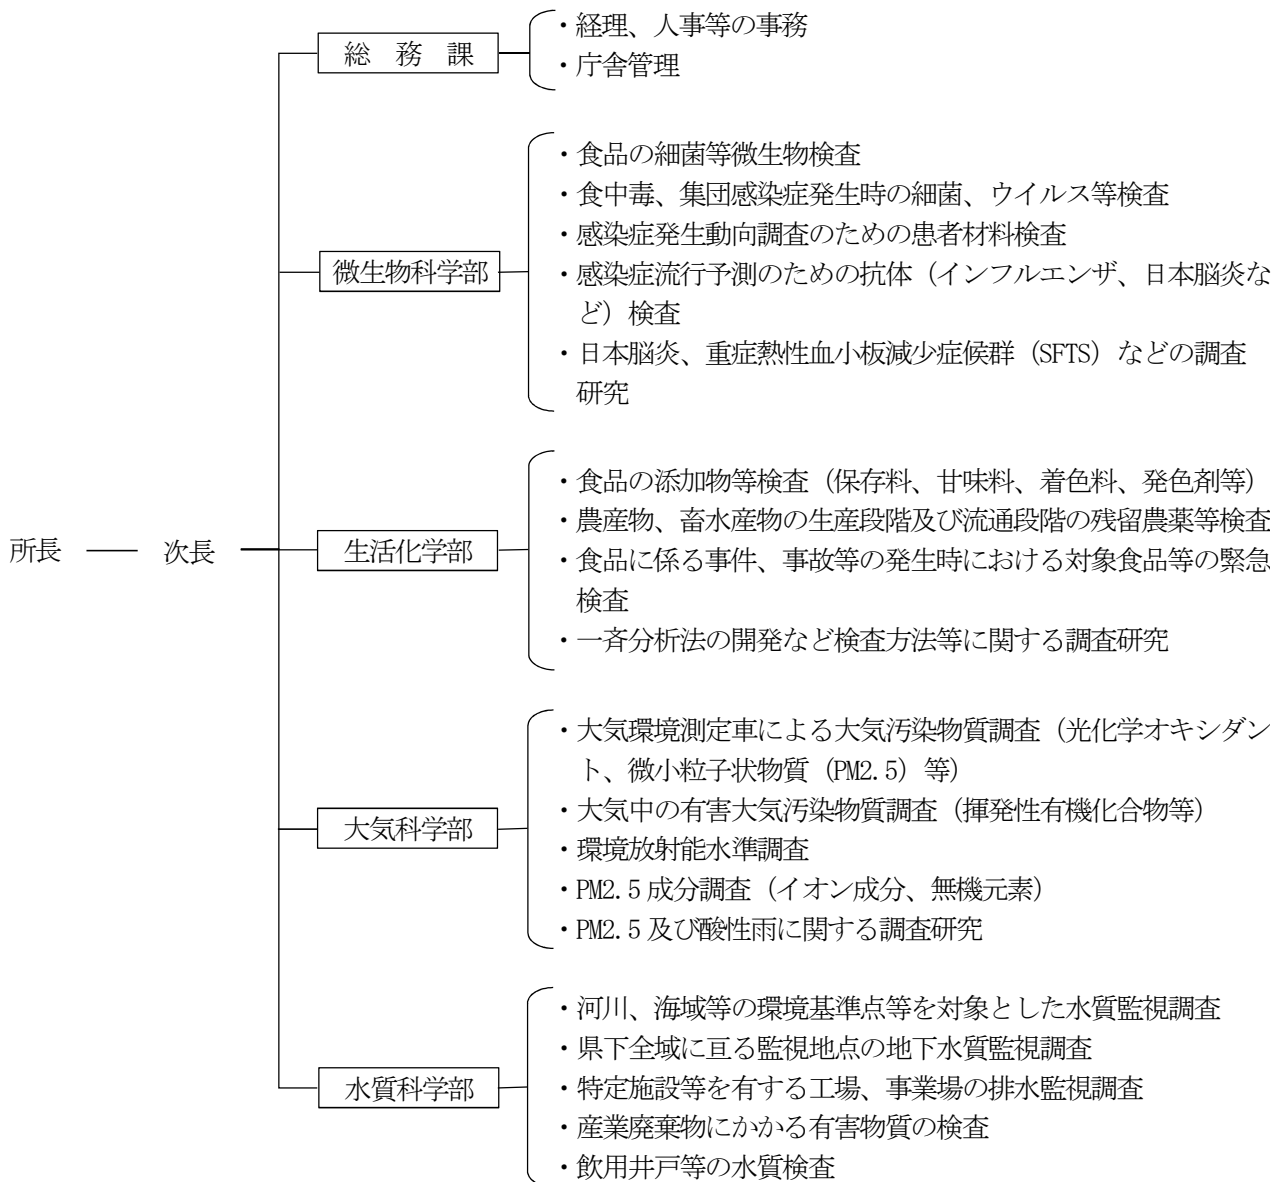 総務課
・経理、人事等の事務
・庁舎管理
微生物科学部
・食品の細菌等微生物検査
・食中毒、集団感染症発生時の細菌、ウイルス等検査
・感染症発生動向調査のための患者材料検査
・感染症流行予測のための抗体（インフルエンザ、日本脳炎な
ど）検査
・日本脳炎、重症熱性血小板減少症候群（SFTS）などの調査
研究
所長
次長
生活化学部
・食品の添加物等検査（保存料、甘味料、着色料、発色剤等）
・農産物、畜水産物の生産段階及び流通段階の残留農薬等検査
・食品に係る事件、事故等の発生時における対象食品等の緊急
検査
・一斉分析法の開発など検査方法等に関する調査研究
大気科学部
・大気環境測定車による大気汚染物質調査（光化学オキシダン
ト、微小粒子状物質（PM2.5）等）
・大気中の有害大気汚染物質調査（揮発性有機化合物等）
・環境放射能水準調査
・PM2.5 成分調査（イオン成分、無機元素）
・PM2.5 及び酸性雨に関する調査研究
水質科学部
・河川、海域等の環境基準点等を対象とした水質監視調査
・県下全域に亘る監視地点の地下水質監視調査
・特定施設等を有する工場、事業場の排水監視調査
・産業廃棄物にかかる有害物質の検査
・飲用井戸等の水質検査